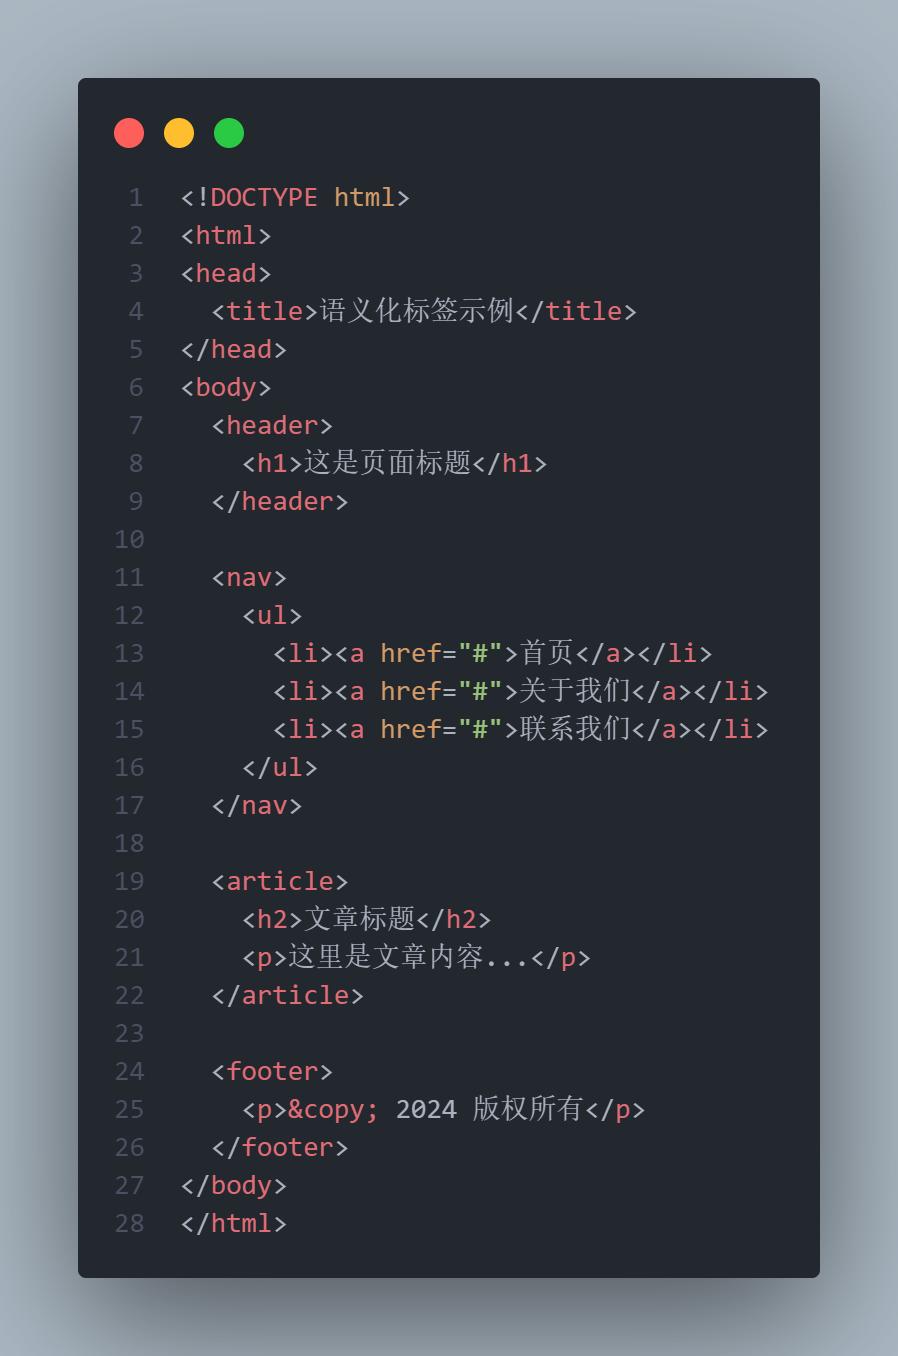 1 <!DOCTYPE html>
2 <html>
3 <head>
4   <title>语义化标签示例</title>
5 </head>
6 <body>
7   <header>
8     <h1>这是页面标题</h1>
9   </header>
10
11   <nav>
12     <ul>
13       <li><a href="#">首页</a></li>
14       <li><a href="#">关于我们</a></li>
15       <li><a href="#">联系我们</a></li>
16     </ul>
17   </nav>
18
19   <article>
20     <h2>文章标题</h2>
21     <p>这里是文章内容...</p>
22   </article>
23
24   <footer>
25     <p>&copy; 2024 版权所有</p>
26   </footer>
27 </body>
28 </html>